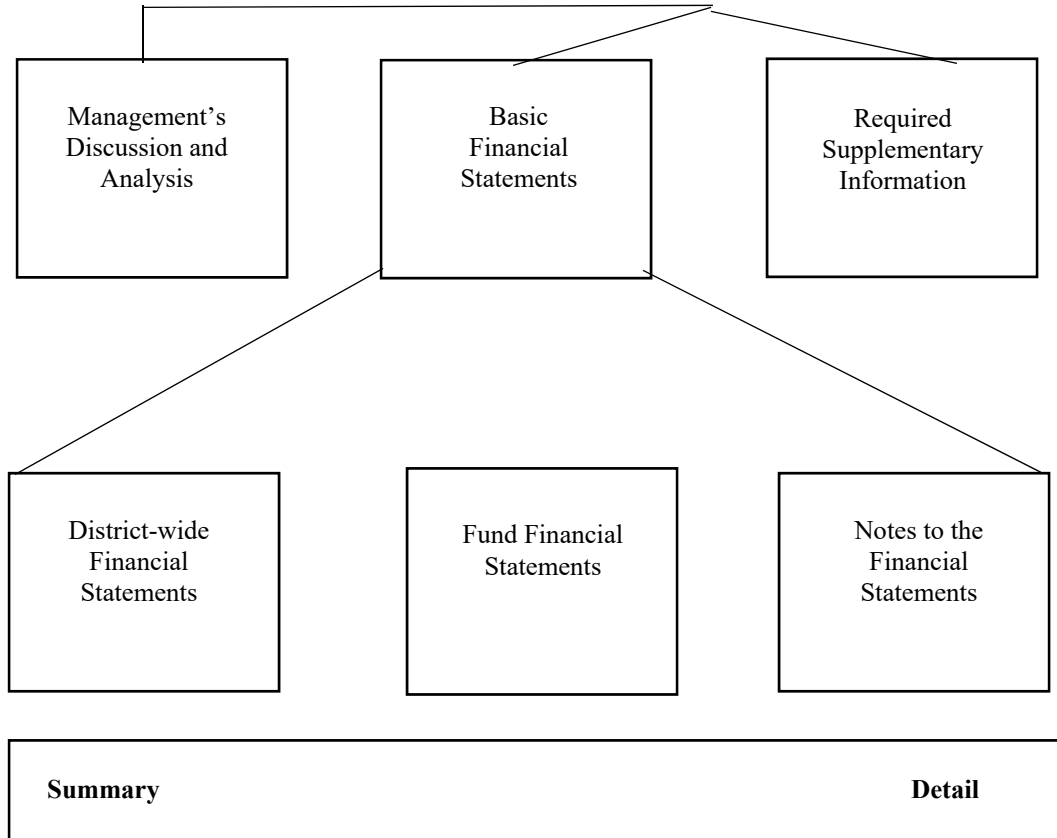 Management’s
Discussion and
Analysis
Basic
Financial
Statements
Required
Supplementary
Information
District-wide
Financial
Statements
Fund Financial
Statements
Notes to the
Financial
Statements
Summary
Detail